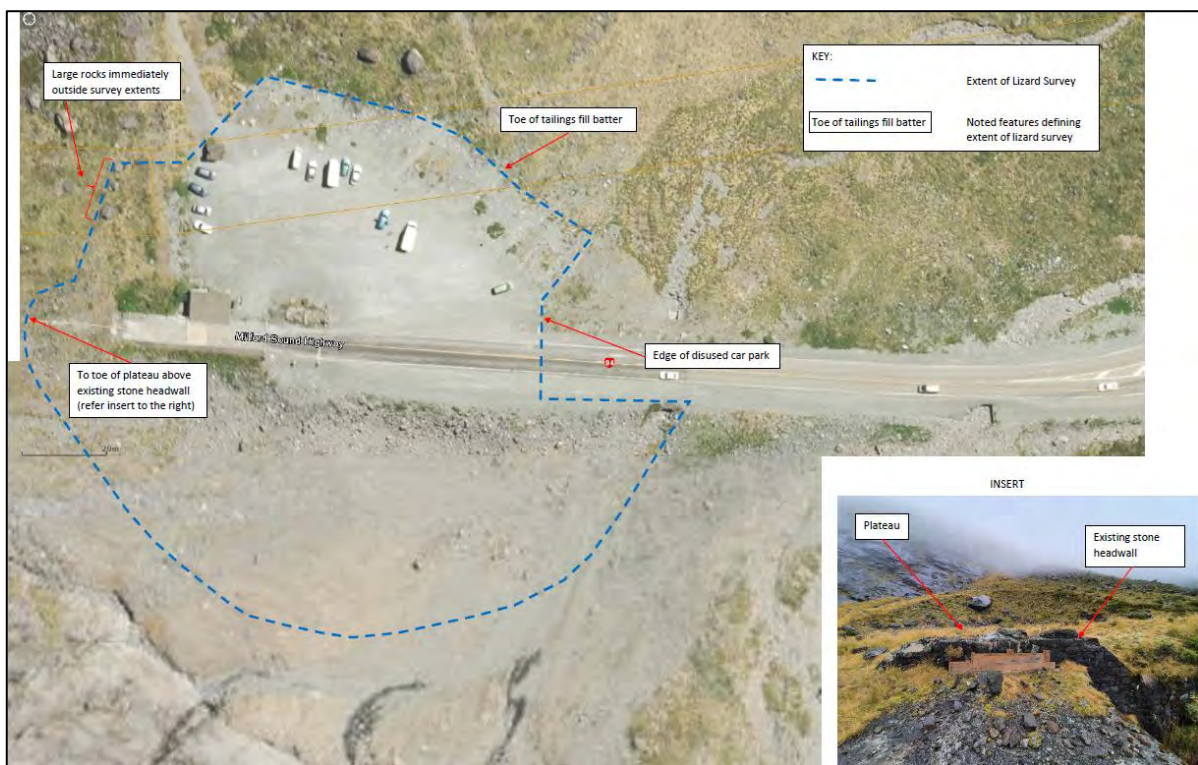 Large rocks immediately
outside survey extents
Toe of tailings fill batter
KEY:
Extent of Lizard Survey
Toe of tailings fill batter
Noted features defining
extent of lizard survey
Milford Sound Highway
94
Edge of disused car park
To toe of plateau above
existing stone headwall
(refer insert to the right)
20m
INSERT
Plateau
Existing stone
headwall